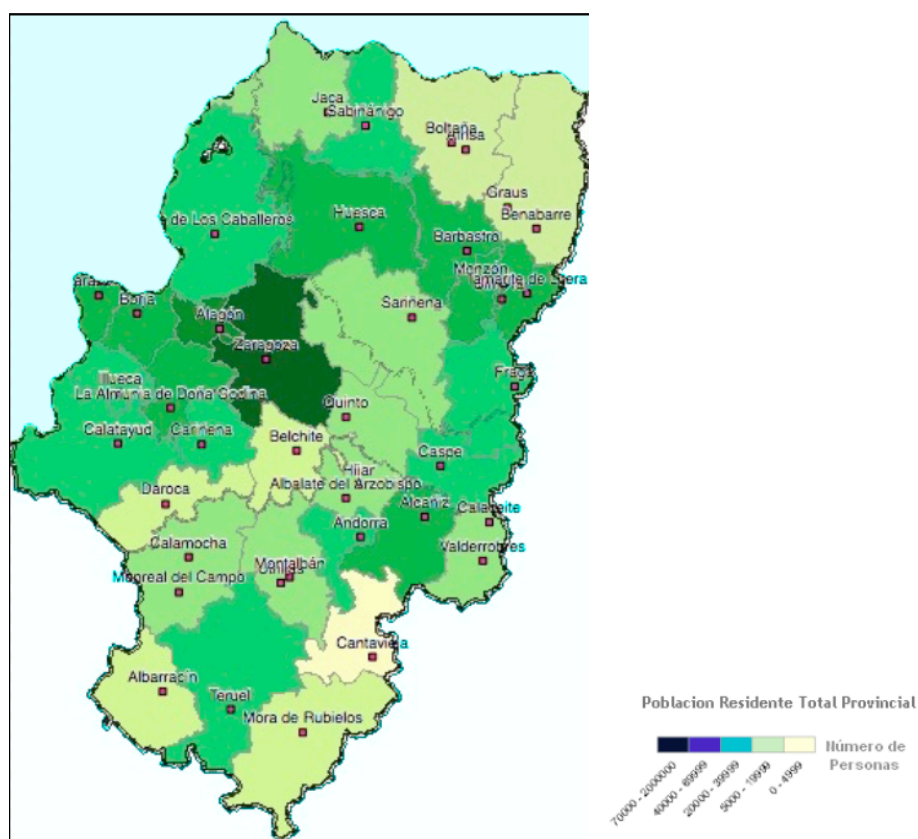 Jaca
Sabiñánigo
Boltaña
Graus
de Los Caballeros
Huesca
Benabarre
Barbastro
Monzón
Sariñena
Borja
Alagón
Zaragoza
Fraga
Illueca
La Almunia de Doña Godina
Quinto
Calatayud
Cariñena
Belchite
Caspe
Híjar
Daroca
Albalate del Arzobispo
Alcañiz
Calaceite
Andorra
Calamocha
Valderrobres
Montalbán
Monreal del Campo
Cantavieja
Albarracín
Teruel
Mora de Rubielos
Poblacion Residente Total Provincial
Número de
Personas
70000 - 2000000
40000 - 69999
20000 - 39999
5000 - 19999
0 - 4999